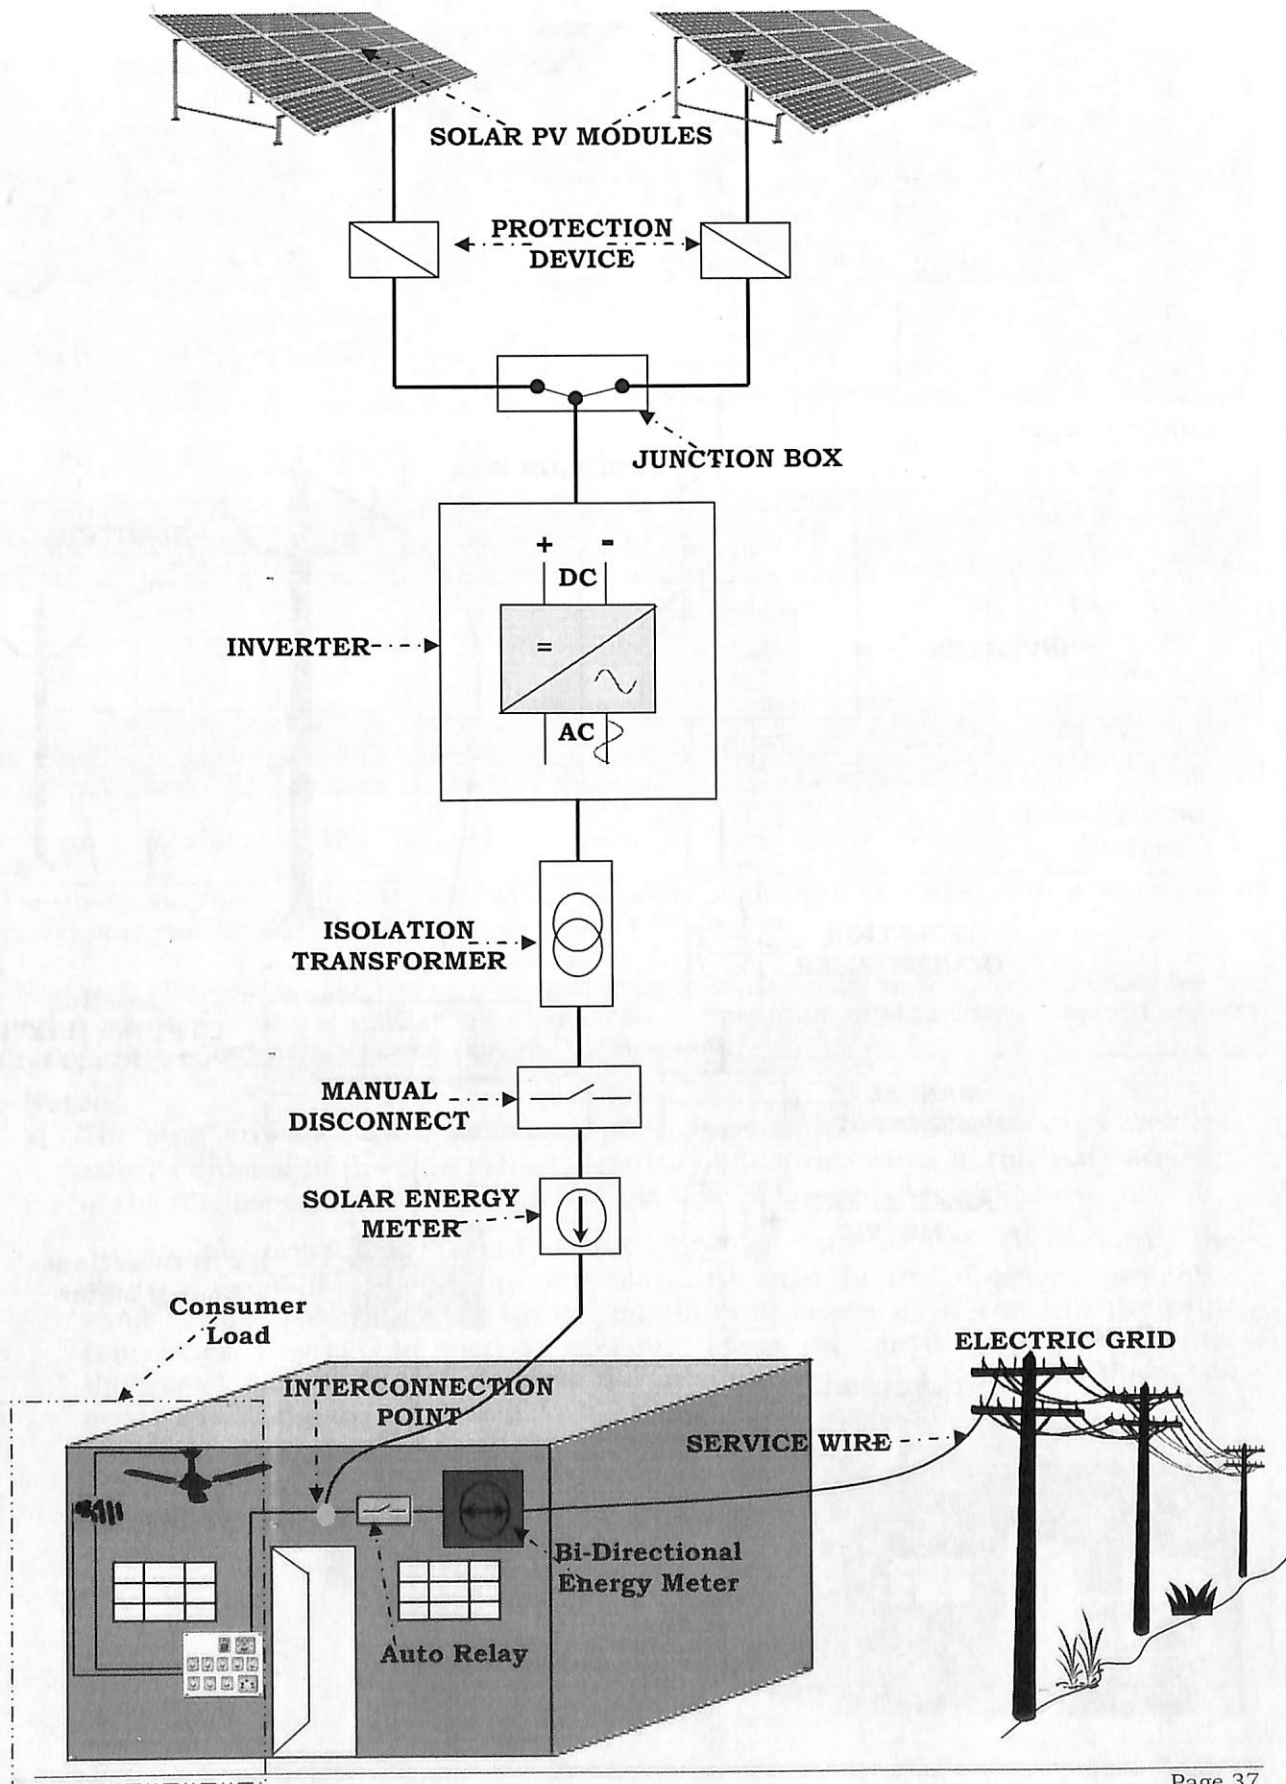 SOLAR PV MODULES
PROTECTION
DEVICE
JUNCTION BOX
+ -
DC
INVERTER
=
AC
ISOLATION
TRANSFORMER
MANUAL
DISCONNECT
SOLAR ENERGY
METER
Consumer
Load
ELECTRIC GRID
INTERCONNECTION
POINT
SERVICE WIRE
Bi-Directional
Energy Meter
Auto Relay
Page 37